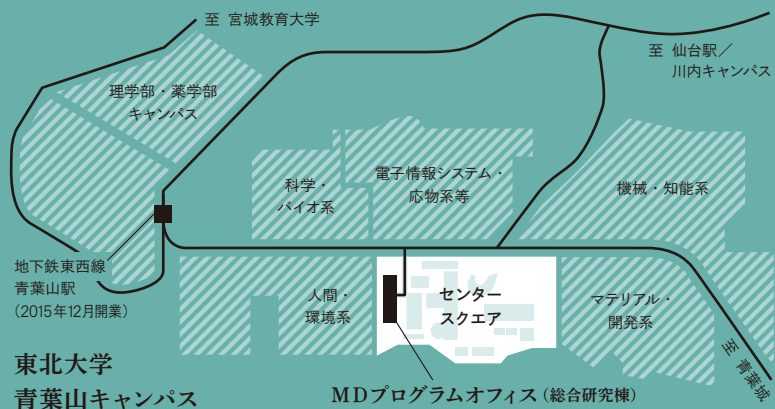 至 宮城教育大学
至 仙台駅／
川内キャンパス
理学部・薬学部
キャンパス
科学・
バイオ系
電子情報システム・
応物系等
機械・知能系
地下鉄東西線
青葉山駅
（2015年12月開業）
人間・
環境系
センター
スクエア
マテリアル・
開発系
至 青葉城
東北大学
青葉山キャンパス
MDプログラムオフィス（総合研究棟）